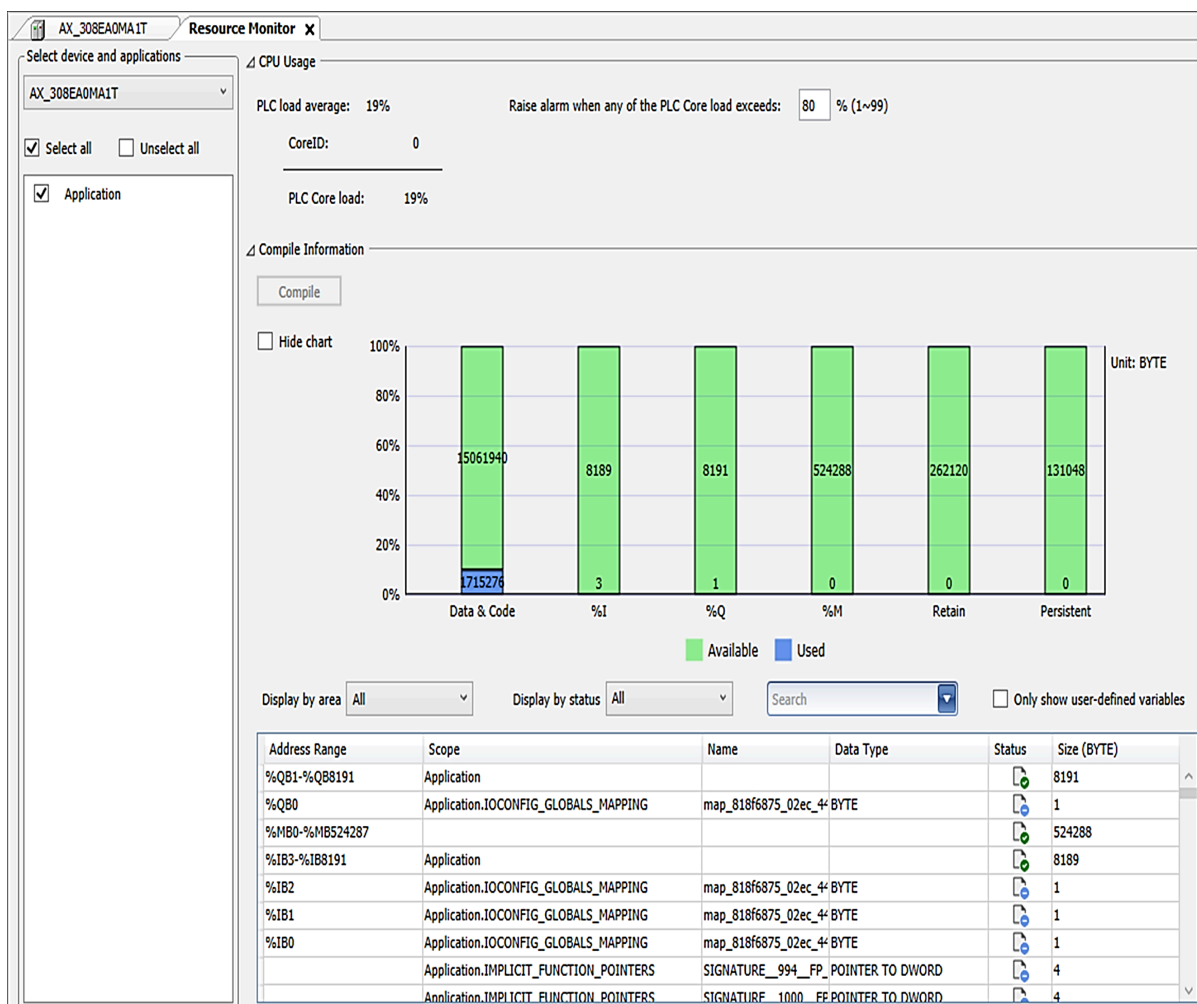 AX_308EA0MA1T Resource Monitor X
Select device and applications
AX_308EA0MA1T
Select all Unselect all
Application
CPU Usage
PLC load average: 19% Raise alarm when any of the PLC Core load exceeds: 80 % (1~99)
CoreID: 0
PLC Core load: 19%
Compile Information
Compile
Hide chart
Unit: BYTE
100%
80%
60%
40%
20%
0%
15061940 8189 8191 524288 262120 131048
1715276 3 1 0 0 0
Data & Code %I %Q %M Retain Persistent
Available Used
Display by area All Display by status All Search Only show user-defined variables
Address Range Scope Name Data Type Status Size (BYTE)
%QB1-%QB8191 Application 8191
%QB0 Application.IOCONFIG_GLOBALS_MAPPING map_818f6875_02ec_44 BYTE 1
%MB0-%MB524287 524288
%IB3-%IB8191 Application 8189
%IB2 Application.IOCONFIG_GLOBALS_MAPPING map_818f6875_02ec_44 BYTE 1
%IB1 Application.IOCONFIG_GLOBALS_MAPPING map_818f6875_02ec_44 BYTE 1
%IB0 Application.IOCONFIG_GLOBALS_MAPPING map_818f6875_02ec_44 BYTE 1
Application.IMPLICIT_FUNCTION_POINTERS SIGNATURE__994__FP_ POINTER TO DWORD 4
Application.IMPLICIT_FUNCTION_POINTERS SIGNATURE__1000__FP POINTER TO DWORD 4